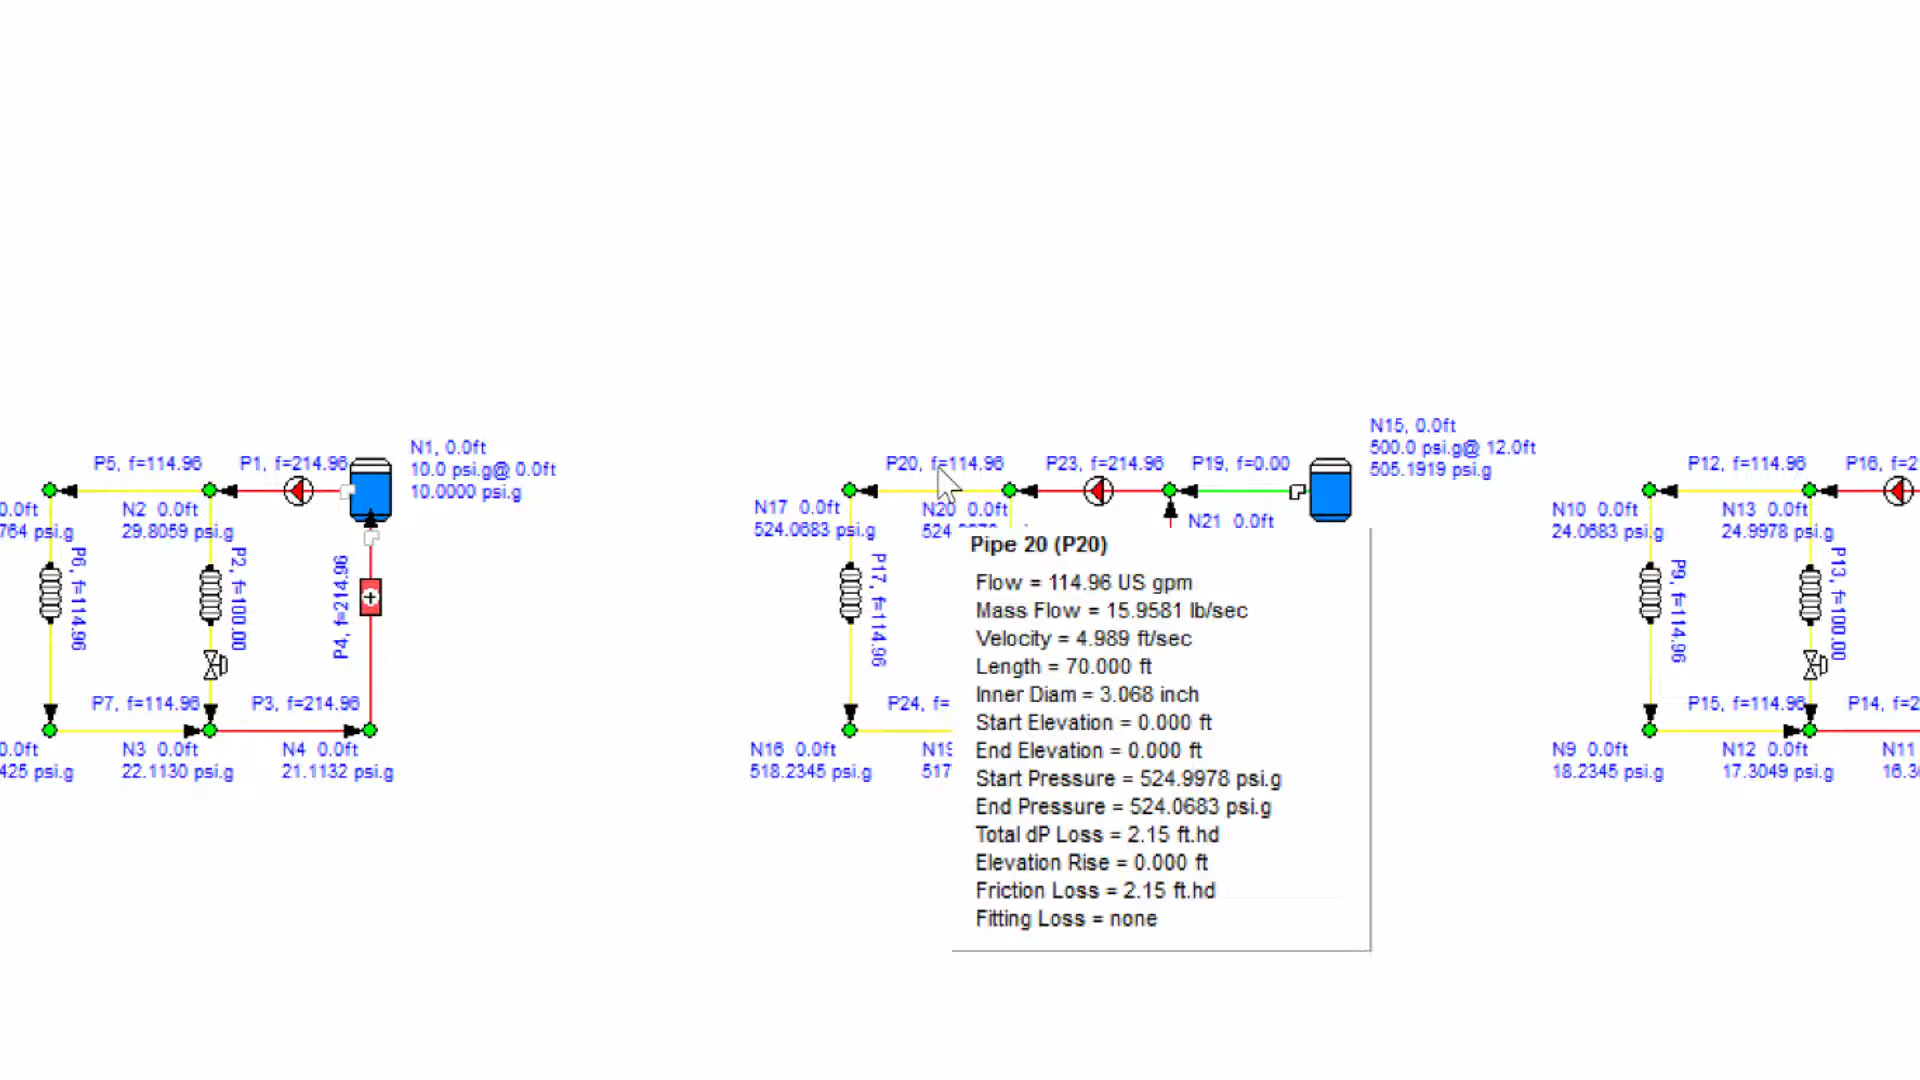 N15, 0.0ft
500.0 psi.g@ 12.0ft
505.1919 psi.g
N1, 0.0ft
10.0 psi.g@ 0.0ft
10.0000 psi.g
P5, f=114.96
P1, f=214.96
P20, f=114.96
P23, f=214.96
P19, f=0.00
P12, f=114.96
P16, f=2
0.0ft
764 psi.g
N2 0.0ft
29.8059 psi.g
N17 0.0ft
524.0683 psi.g
N20 0.0ft
N21 0.0ft
N10 0.0ft
24.0683 psi.g
N13 0.0ft
24.9978 psi.g
P6, f=114.96
P2, f=100.00
P4, f=214.96
P17, f=114.96
P9, f=114.96
P13, f=100.00
Pipe 20 (P20)
Flow = 114.96 US gpm
Mass Flow = 15.9581 lb/sec
Velocity = 4.989 ft/sec
Length = 70.000 ft
Inner Diam = 3.068 inch
Start Elevation = 0.000 ft
End Elevation = 0.000 ft
Start Pressure = 524.9978 psi.g
End Pressure = 524.0683 psi.g
Total dP Loss = 2.15 ft.hd
Elevation Rise = 0.000 ft
Friction Loss = 2.15 ft.hd
Fitting Loss = none
P7, f=114.96
P3, f=214.96
P24, f=
P15, f=114.96
P14, f=2
0.0ft
425 psi.g
N3 0.0ft
22.1130 psi.g
N4 0.0ft
21.1132 psi.g
N16 0.0ft
518.2345 psi.g
517
N9 0.0ft
18.2345 psi.g
N12 0.0ft
17.3049 psi.g
N11
16.3